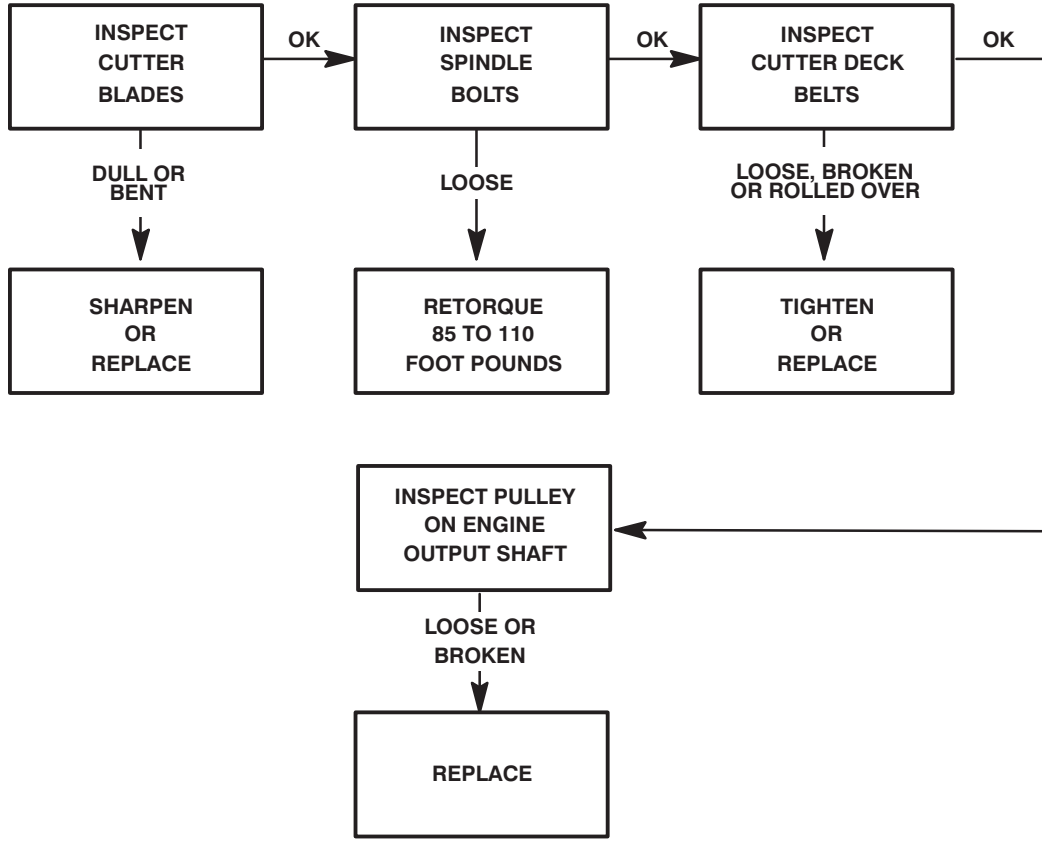 INSPECT
CUTTER
BLADES
OK
INSPECT
SPINDLE
BOLTS
OK
INSPECT
CUTTER DECK
BELTS
OK
DULL OR
BENT
LOOSE
LOOSE, BROKEN
OR ROLLED OVER
SHARPEN
OR
REPLACE
RETORQUE
85 TO 110
FOOT POUNDS
TIGHTEN
OR
REPLACE
INSPECT PULLEY
ON ENGINE
OUTPUT SHAFT
LOOSE OR
BROKEN
REPLACE